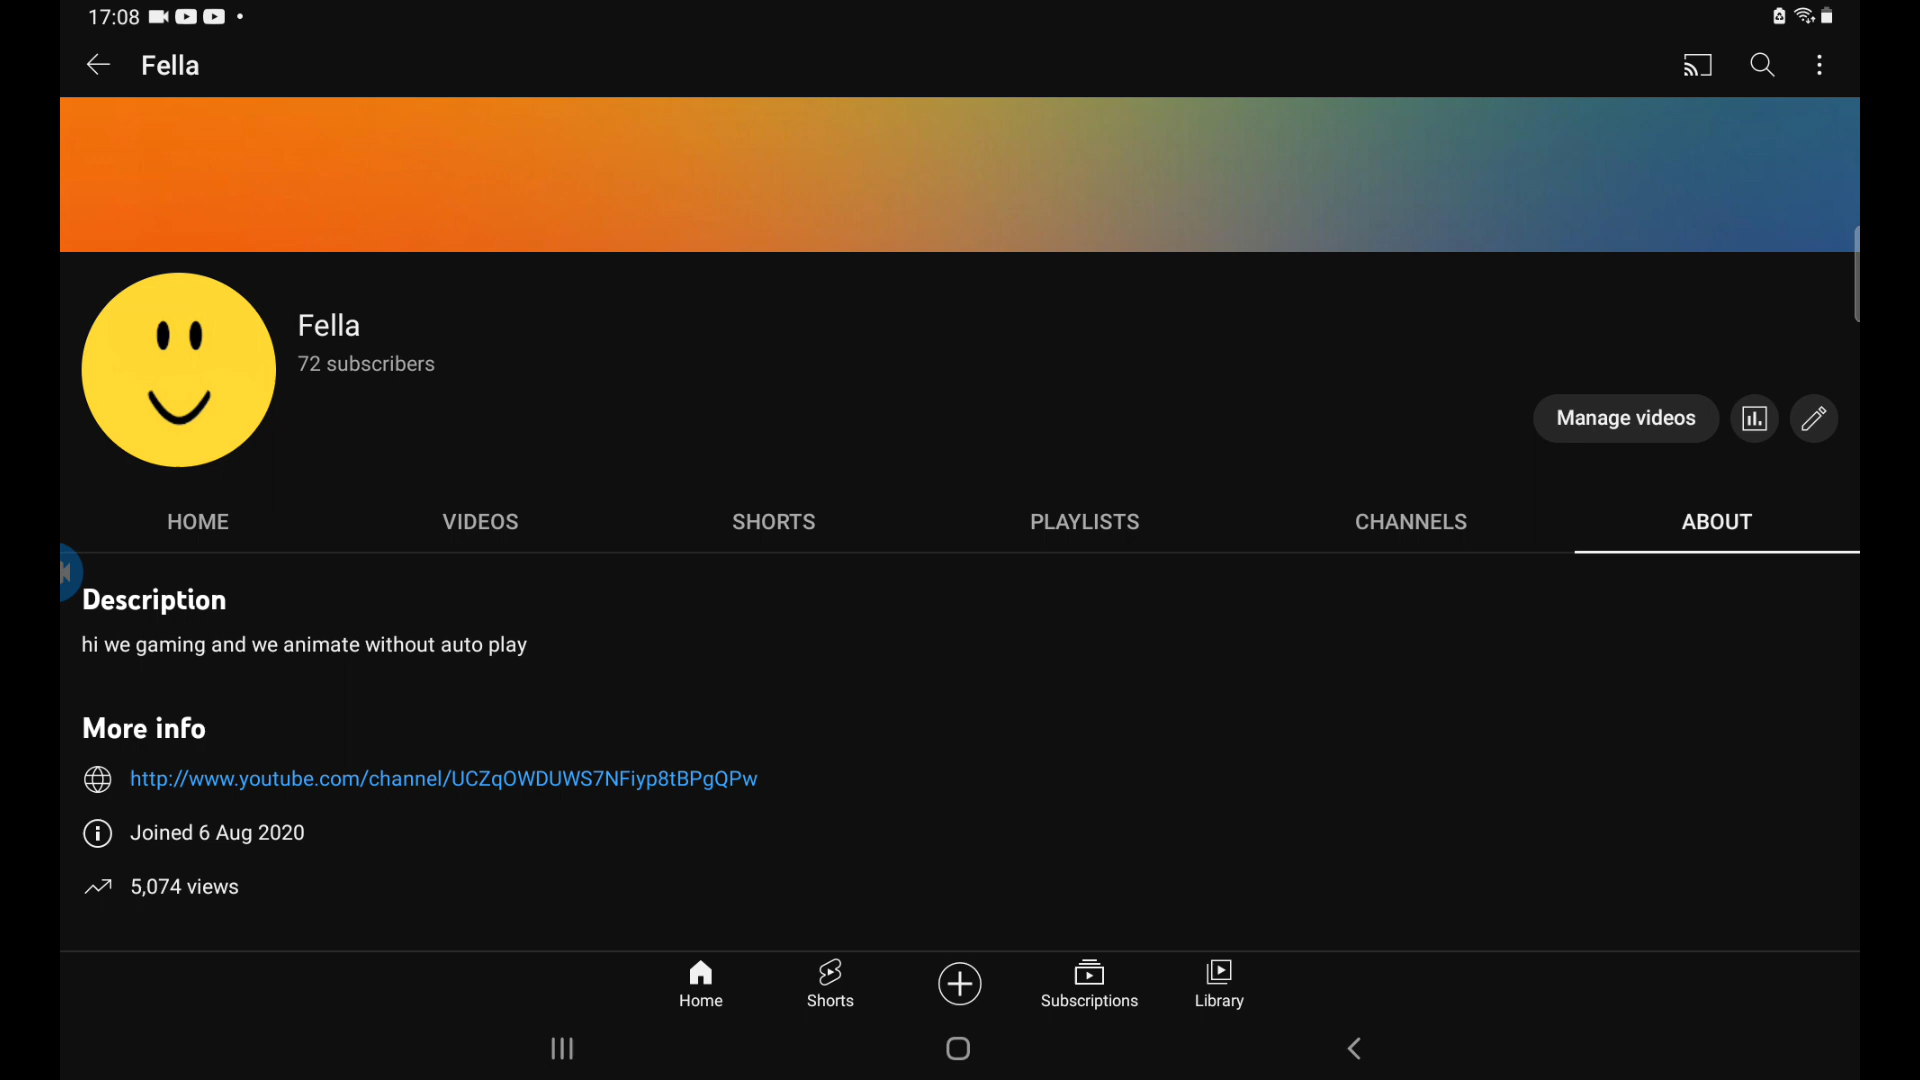 17:08
Fella
Fella
72 subscribers
Manage videos
HOME VIDEOS SHORTS PLAYLISTS CHANNELS ABOUT
Description
hi we gaming and we animate without auto play
More info
http://www.youtube.com/channel/UCZqOWDUWS7NFiyp8tBPgQPw
Joined 6 Aug 2020
5,074 views
Home Shorts Subscriptions Library